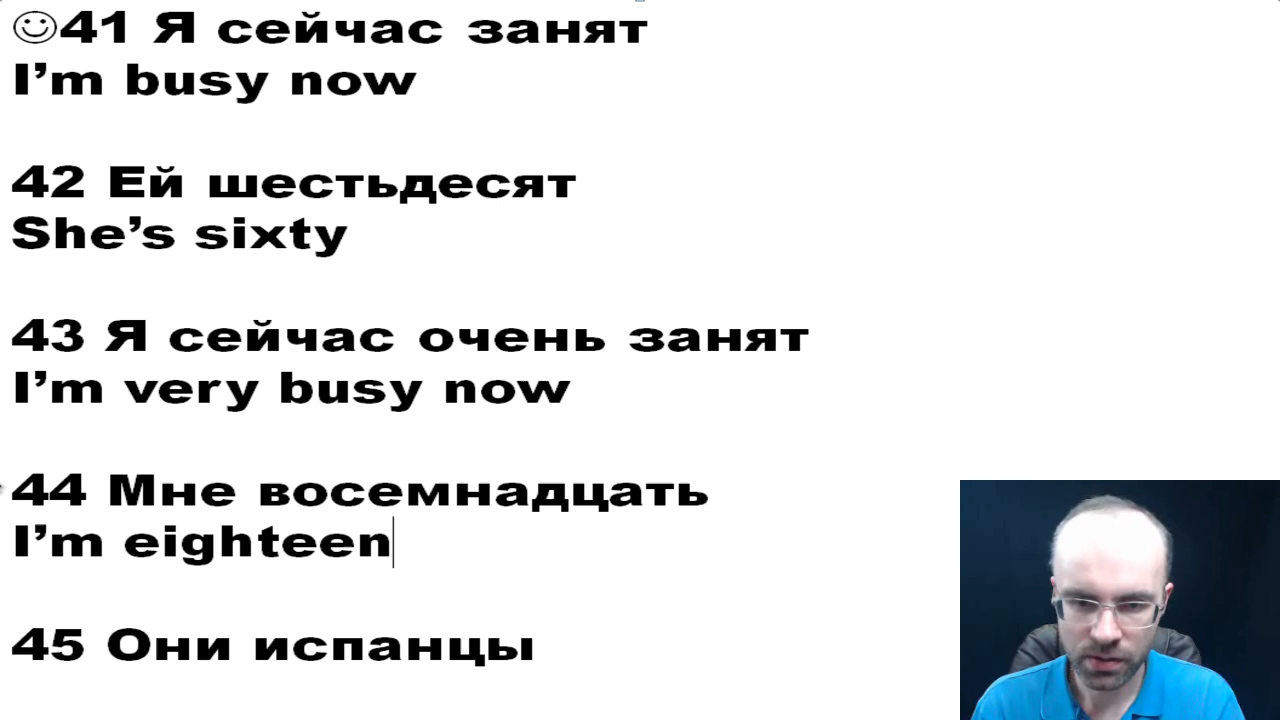 ☺41 Я сейчас занят
I’m busy now
42 Ей шестьдесят
She’s sixty
43 Я сейчас очень занят
I’m very busy now
44 Мне восемнадцать
I’m eighteen
45 Они испанцы